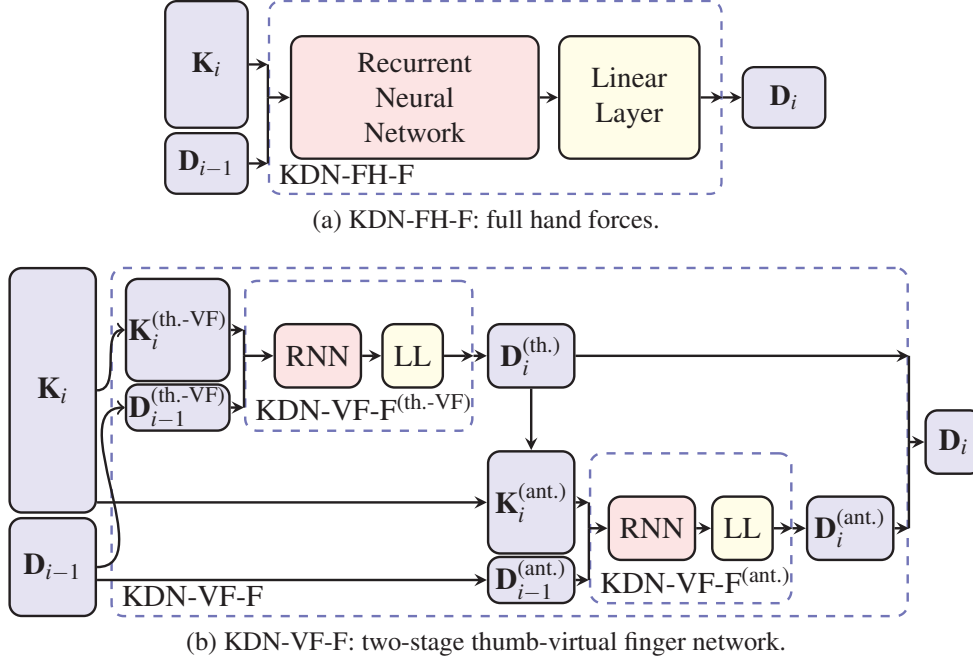 K_i
D_{i−1}
Recurrent
Neural
Network
Linear
Layer
D_i
KDN-FH-F
(a) KDN-FH-F: full hand forces.
K_i
D_{i−1}
K_i^{(th.-VF)}
D_{i−1}^{(th.-VF)}
RNN
LL
KDN-VF-F^{(th.-VF)}
D_i^{(th.)}
K_i^{(ant.)}
D_{i−1}^{(ant.)}
RNN
LL
KDN-VF-F^{(ant.)}
D_i^{(ant.)}
D_i
KDN-VF-F
(b) KDN-VF-F: two-stage thumb-virtual finger network.